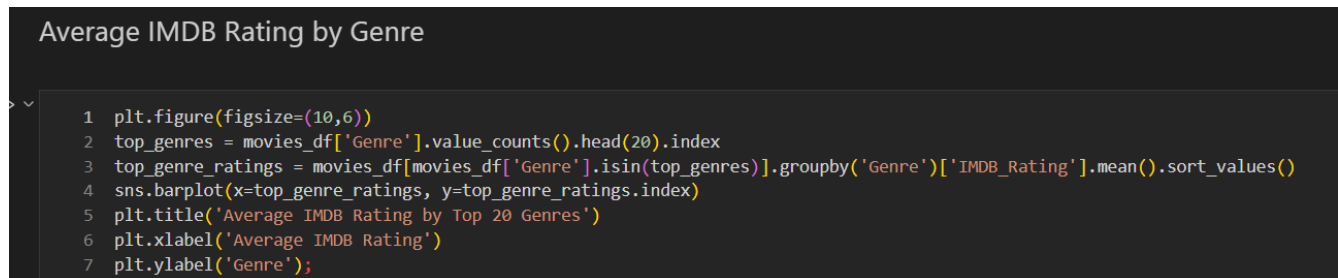 Average IMDB Rating by Genre
1 plt.figure(figsize=(10,6))
2 top_genres = movies_df['Genre'].value_counts().head(20).index
3 top_genre_ratings = movies_df[movies_df['Genre'].isin(top_genres)].groupby('Genre')['IMDB_Rating'].mean().sort_values()
4 sns.barplot(x=top_genre_ratings, y=top_genre_ratings.index)
5 plt.title('Average IMDB Rating by Top 20 Genres')
6 plt.xlabel('Average IMDB Rating')
7 plt.ylabel('Genre');